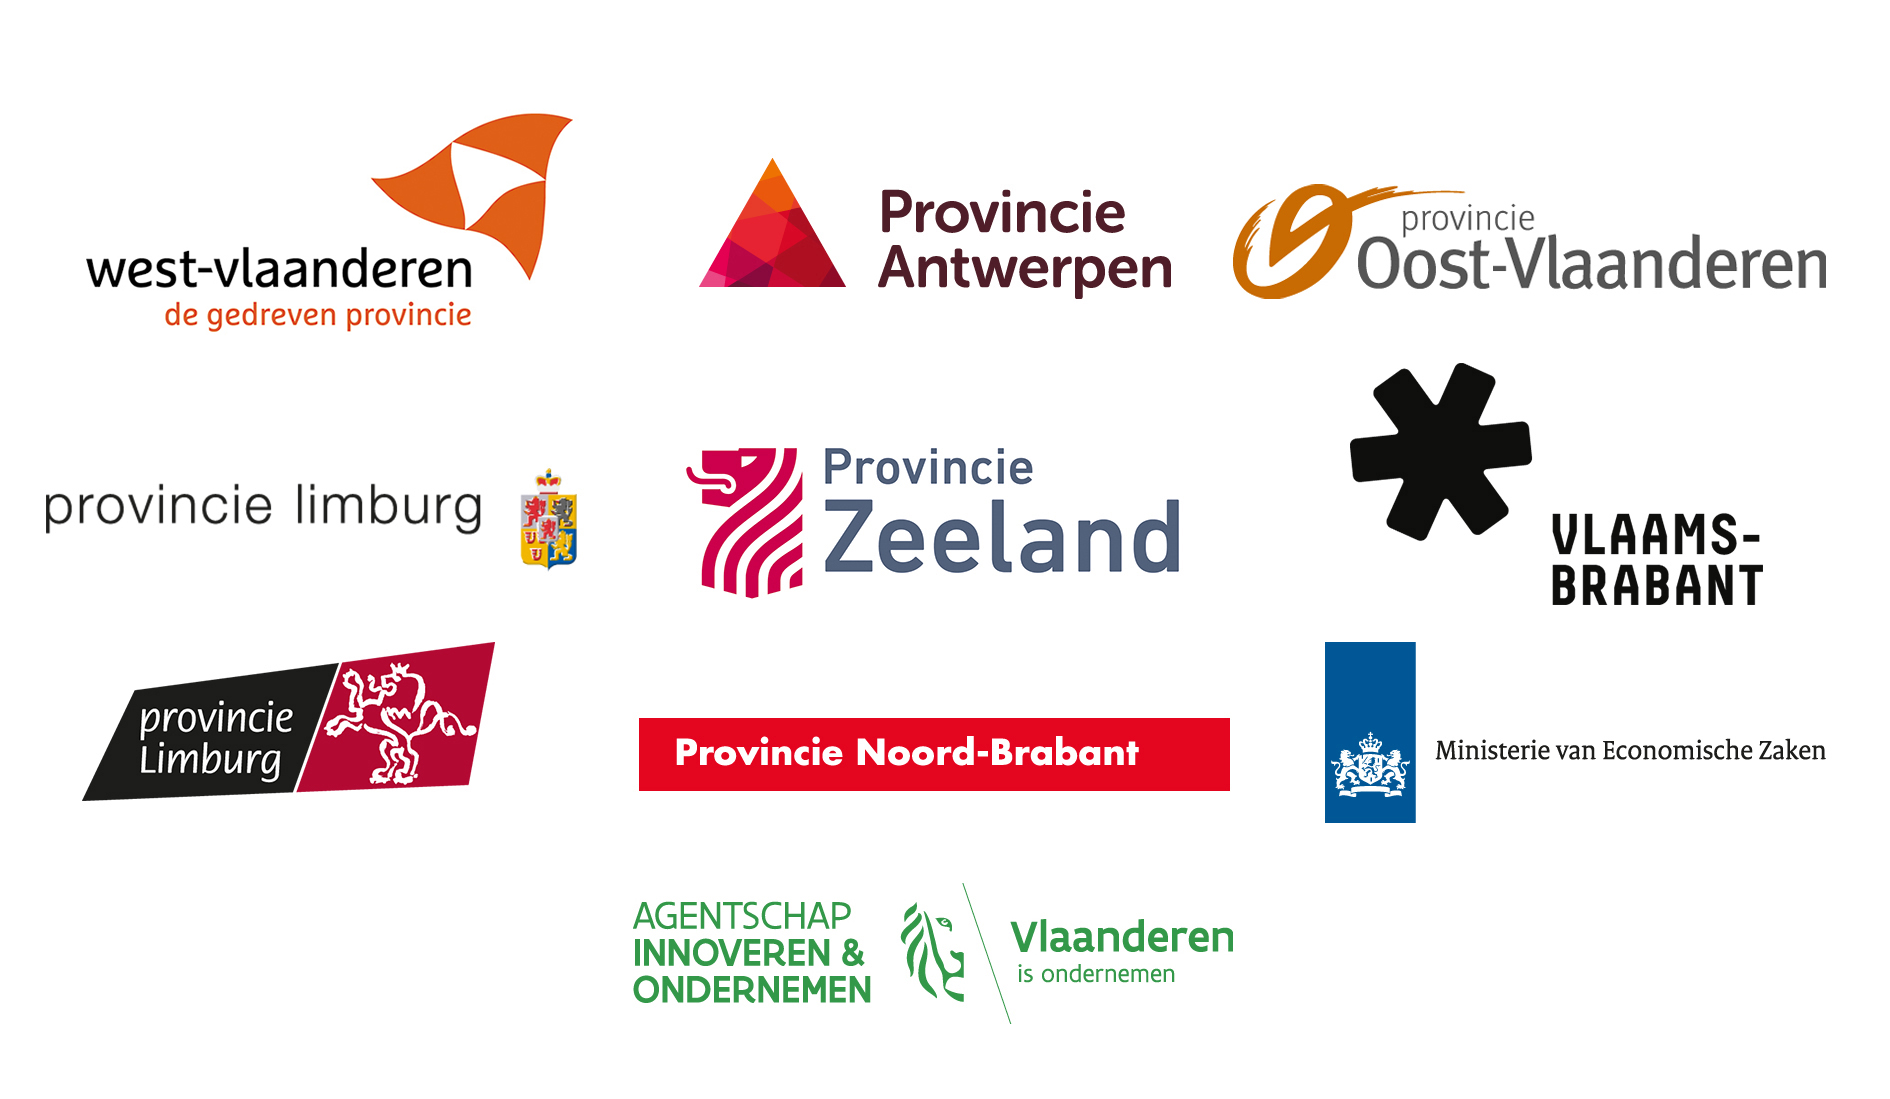 west-vlaanderen
de gedreven provincie
Provincie
Antwerpen
provincie
Oost-Vlaanderen
provincie limburg
Provincie
Zeeland
VLAAMS-
BRABANT
provincie
Limburg
Provincie Noord-Brabant
Ministerie van Economische Zaken
AGENTSCHAP
INNOVEREN &
ONDERNEMEN
Vlaanderen
is ondernemen